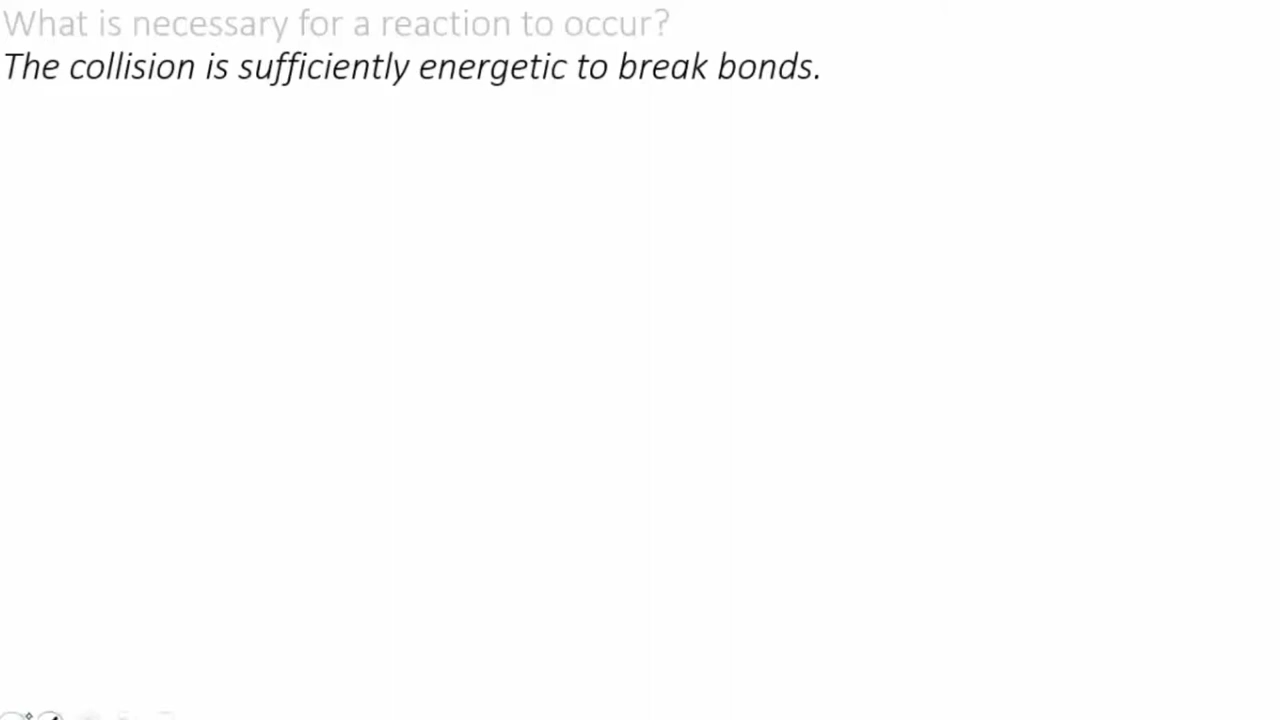 What is necessary for a reaction to occur?
The collision is sufficiently energetic to break bonds.